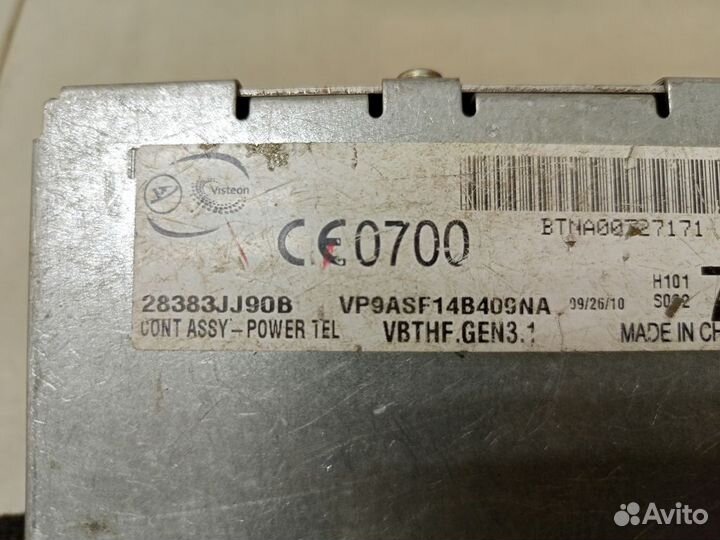 Visteon
CE0700
BTNA00727171
28383JJ90B VP9ASF14B409NA 09/26/10
H101
S022
CONT ASSY-POWER TEL VBTHF.GEN3.1 MADE IN CH
Avito